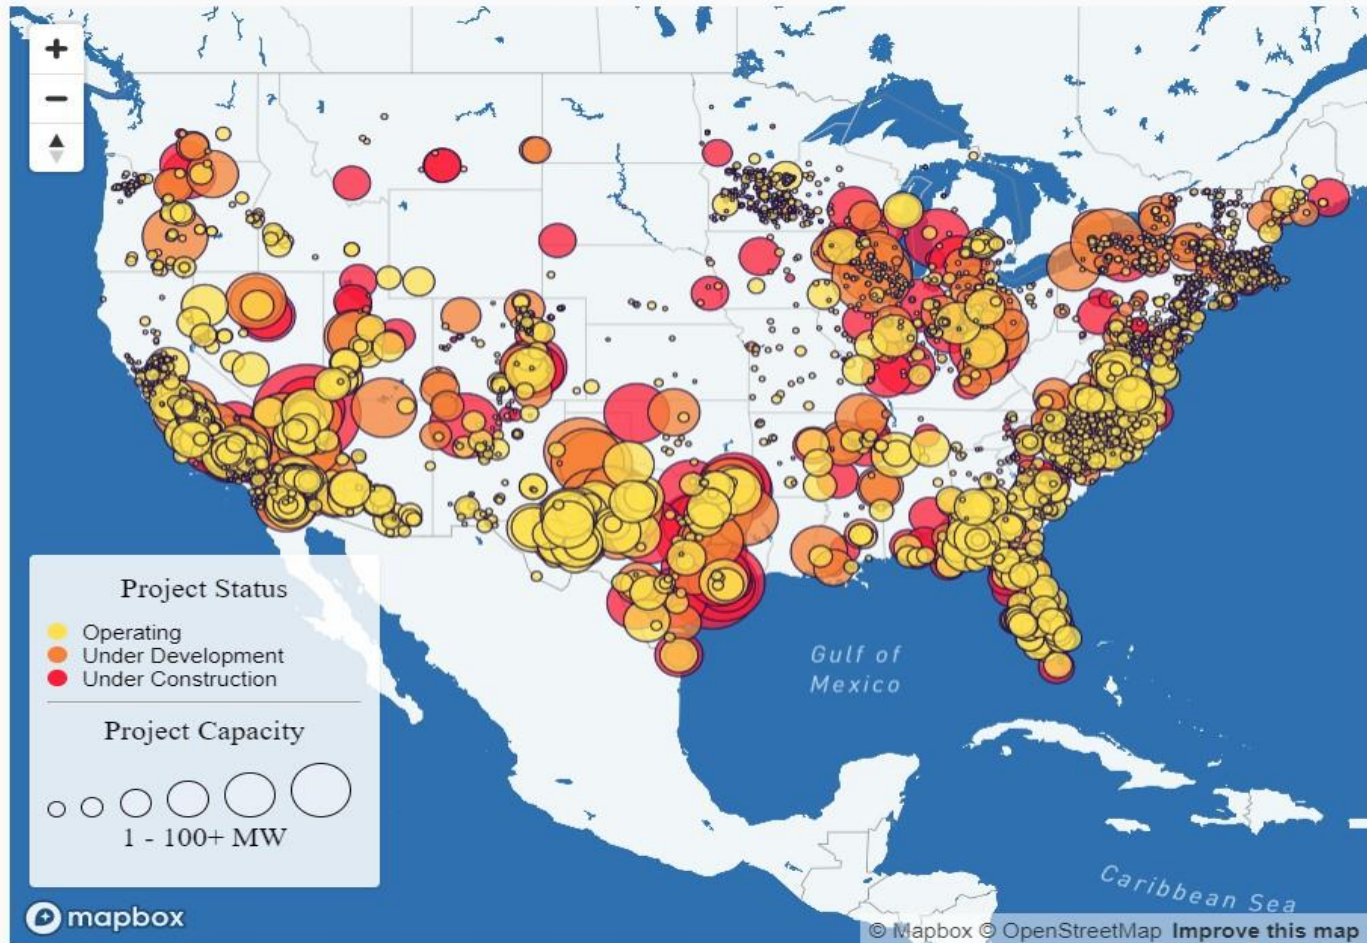 +
−
Project Status
Operating
Under Development
Under Construction
Project Capacity
1 - 100+ MW
Gulf of
Mexico
Caribbean Sea
mapbox
© Mapbox © OpenStreetMap Improve this map